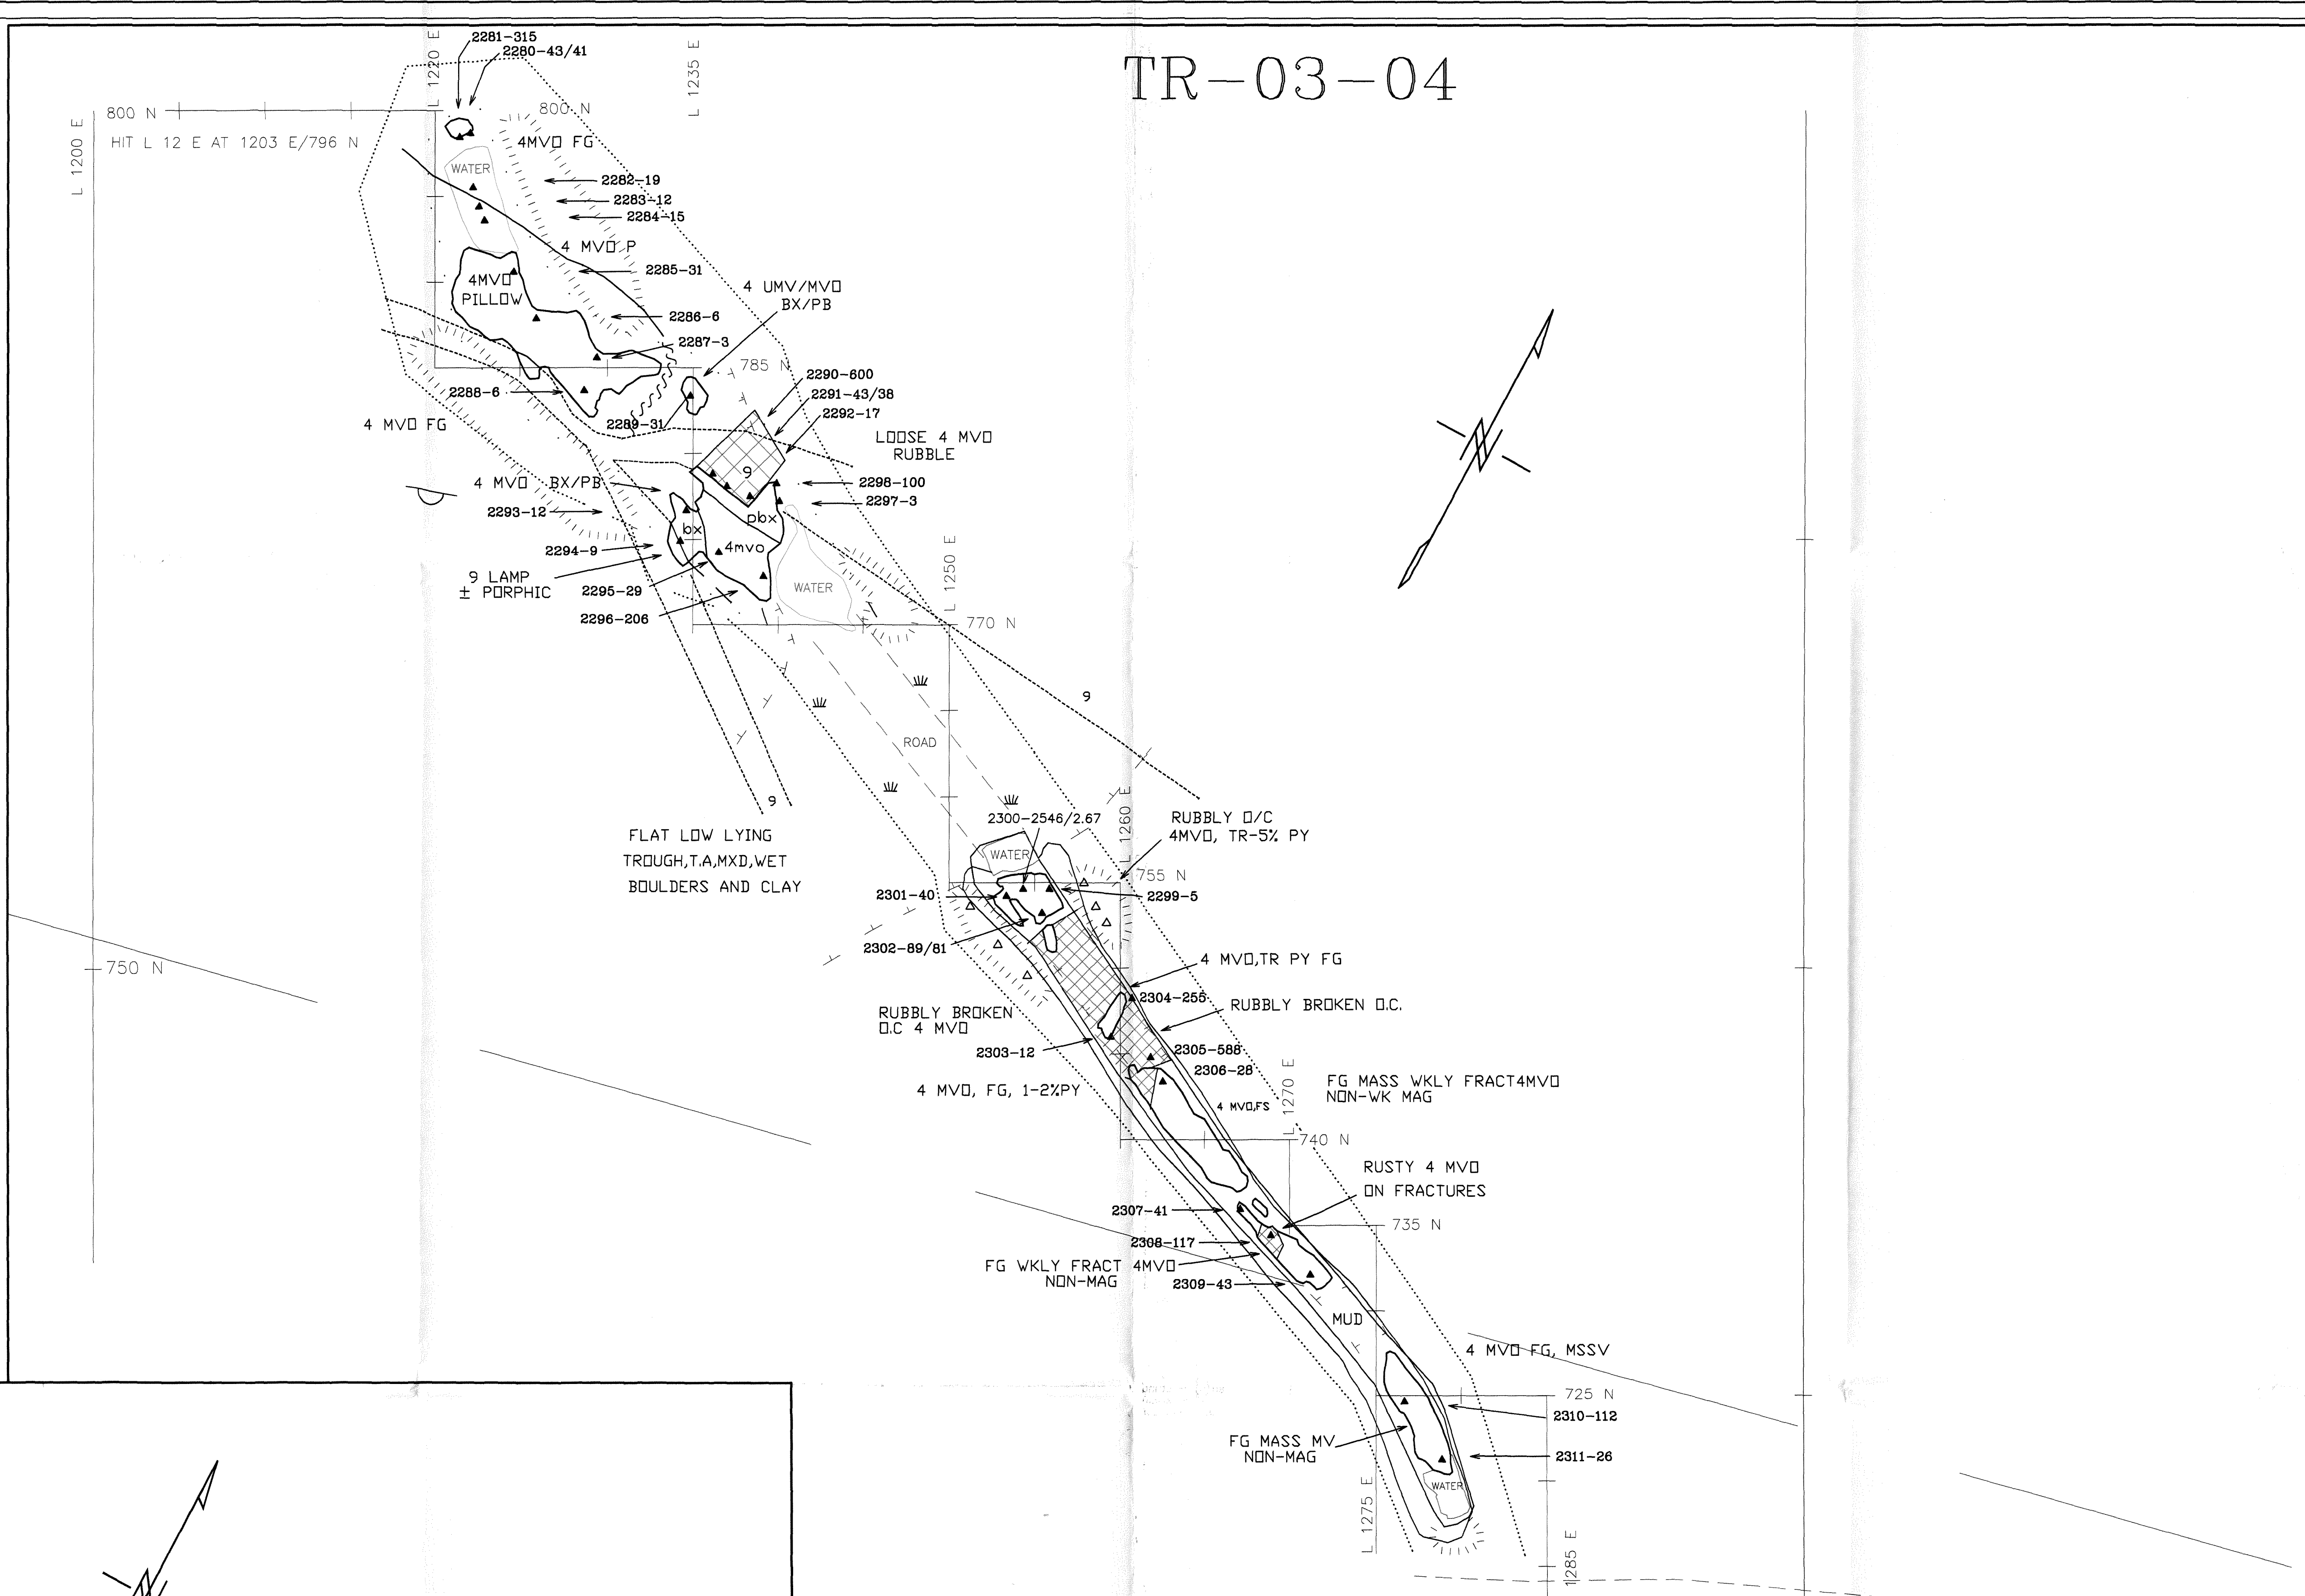 TR-03-04
2281-315
2280-43/41
L 1220 E
L 1235 E
L 1200 E
800 N
800 N
HIT L 12 E AT 1203 E/796 N
4MVO FG
WATER
2282-19
2283-12
2284-15
4 MVO P
2285-31
4MVO
PILLOW
4 UMV/MVO
BX/PB
2286-6
2287-3
785 N
2290-600
2288-6
2291-43/38
2292-17
2289-31
4 MVO FG
LOOSE 4 MVO
RUBBLE
9
4 MVO BX/PB
2298-100
2297-3
2293-12
pbx
bx
4mvo
2294-9
L 1250 E
9 LAMP
± PORPHIC
2295-29
WATER
2296-206
770 N
9
ROAD
9
2300-2546/2.67
L 1260 E
RUBBLY O/C
4MVO, TR-5% PY
FLAT LOW LYING
TROUGH,T.A,MXD,WET
BOULDERS AND CLAY
WATER
755 N
2301-40
2299-5
2302-89/81
4 MVO,TR PY FG
750 N
2304-255
RUBBLY BROKEN O.C.
RUBBLY BROKEN
O.C 4 MVO
2303-12
2305-588
2306-28
4 MVO, FG, 1-2%PY
L 1270 E
FG MASS WKLY FRACT4MVO
NON-WK MAG
4 MVO,FS
740 N
RUSTY 4 MVO
ON FRACTURES
2307-41
735 N
2308-117
FG WKLY FRACT 4MVO
NON-MAG
2309-43
MUD
4 MVO FG, MSSV
725 N
2310-112
FG MASS MV
NON-MAG
2311-26
WATER
L 1275 E
1285 E